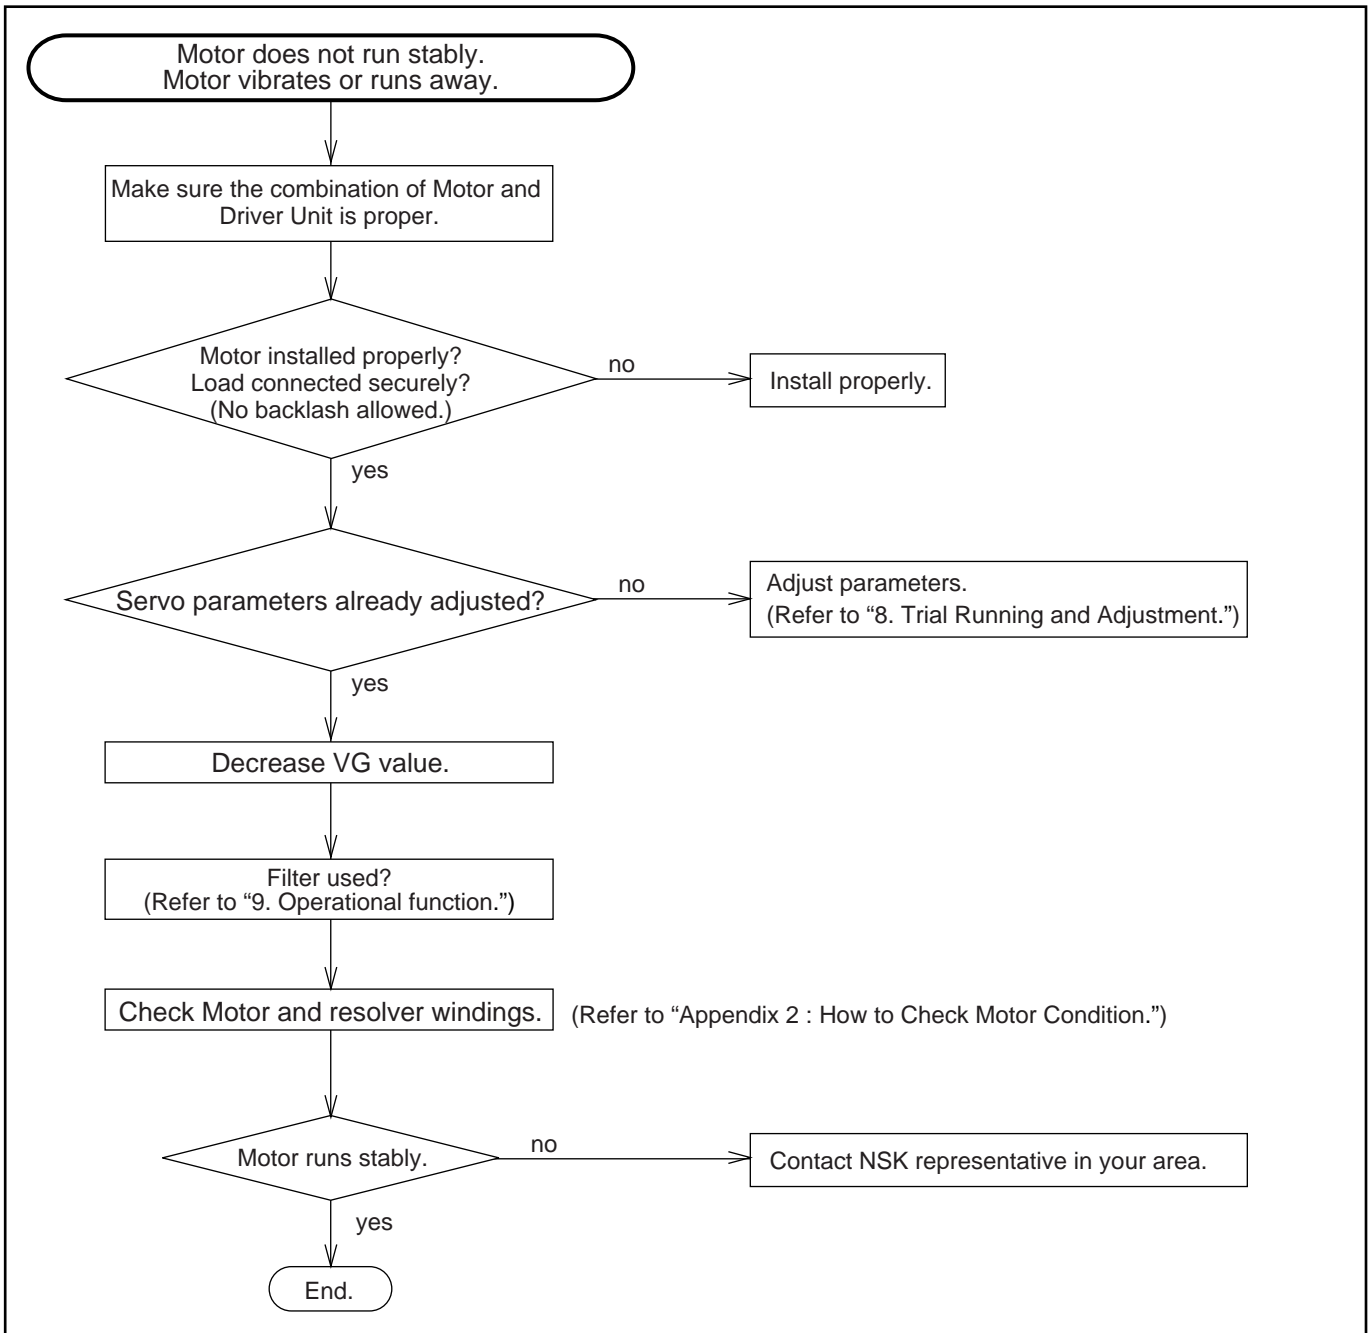 Motor does not run stably.
Motor vibrates or runs away.
Make sure the combination of Motor and
Driver Unit is proper.
Motor installed properly?
Load connected securely?
(No backlash allowed.)
no
Install properly.
yes
Servo parameters already adjusted?
no
Adjust parameters.
(Refer to “8. Trial Running and Adjustment.”)
yes
Decrease VG value.
Filter used?
(Refer to “9. Operational function.”)
Check Motor and resolver windings.
(Refer to “Appendix 2 : How to Check Motor Condition.”)
Motor runs stably.
no
Contact NSK representative in your area.
yes
End.